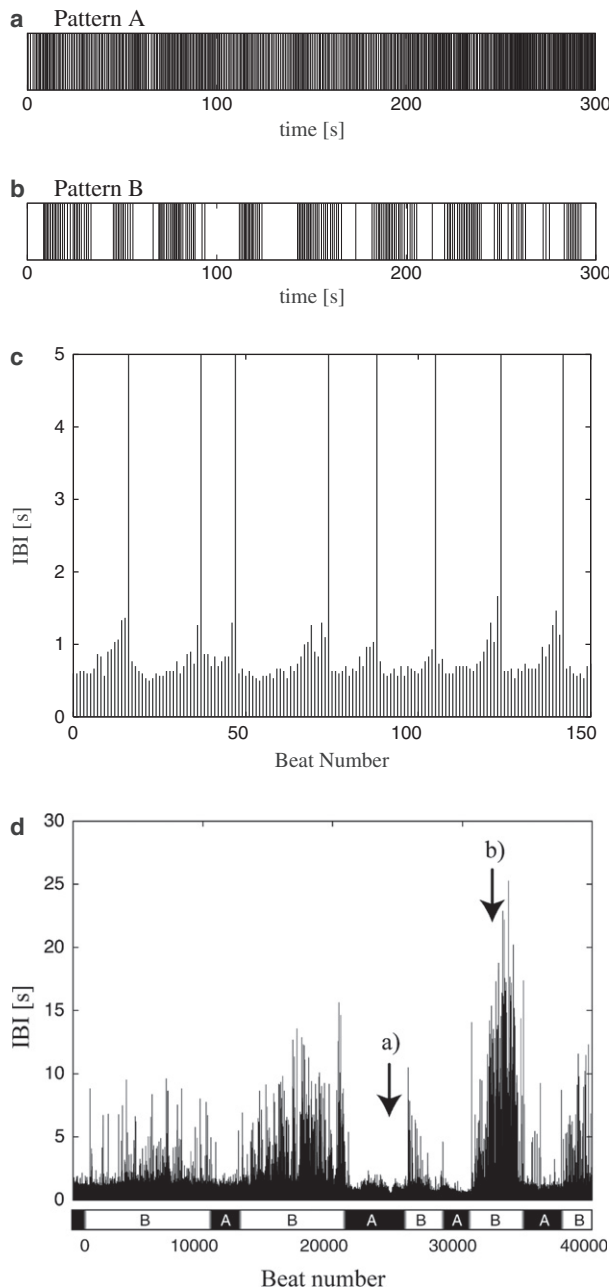 a Pattern A
0 100 200 300
time [s]
b Pattern B
0 100 200 300
time [s]
c
5
4
3
2
1
0
IBI [s]
0 50 100 150
Beat Number
d
30
25
20
15
10
5
0
IBI [s]
b)
a)
B A B A B A B A B
0 10000 20000 30000 40000
Beat number